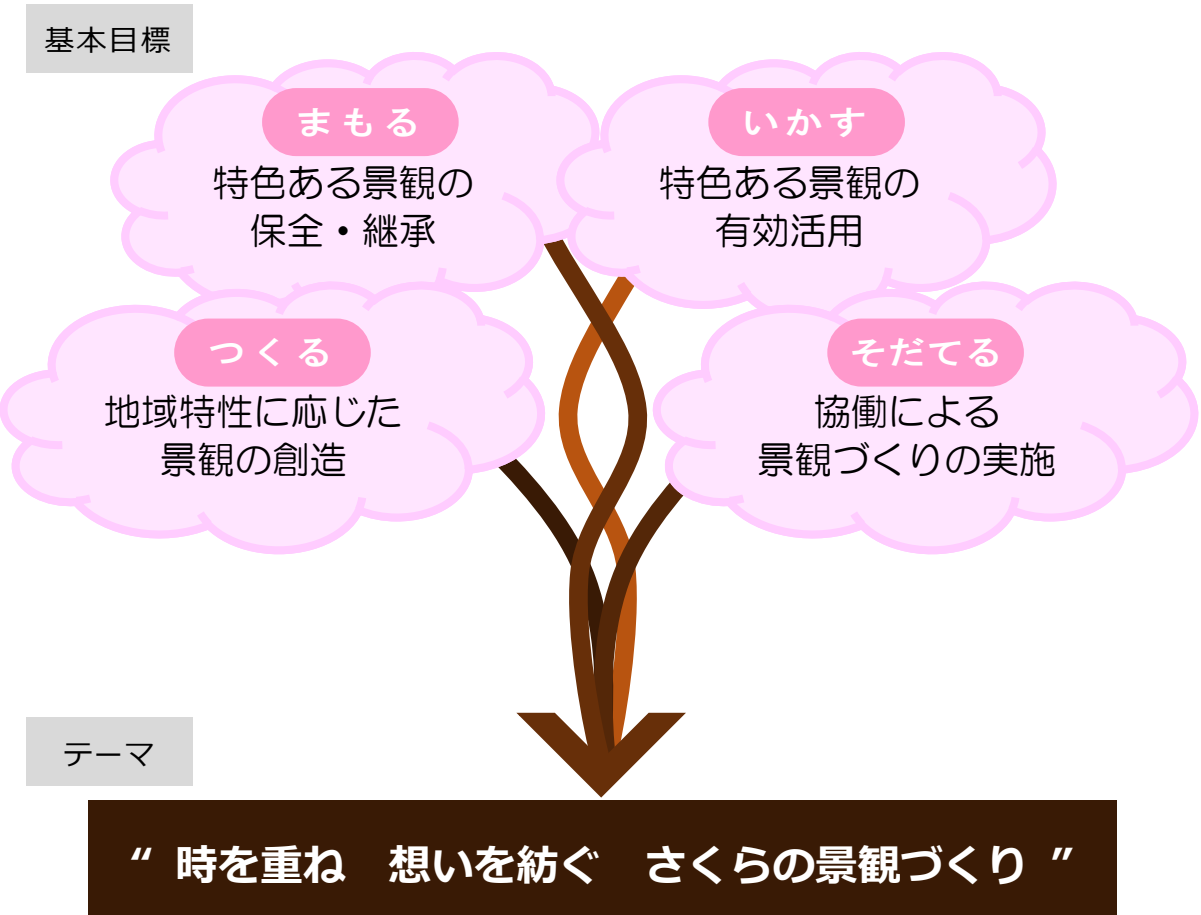 基本目標
まもる
特色ある景観の
保全・継承
いかす
特色ある景観の
有効活用
つくる
地域特性に応じた
景観の創造
そだてる
協働による
景観づくりの実施
テーマ
“ 時を重ね　想いを紡ぐ　さくらの景観づくり ”